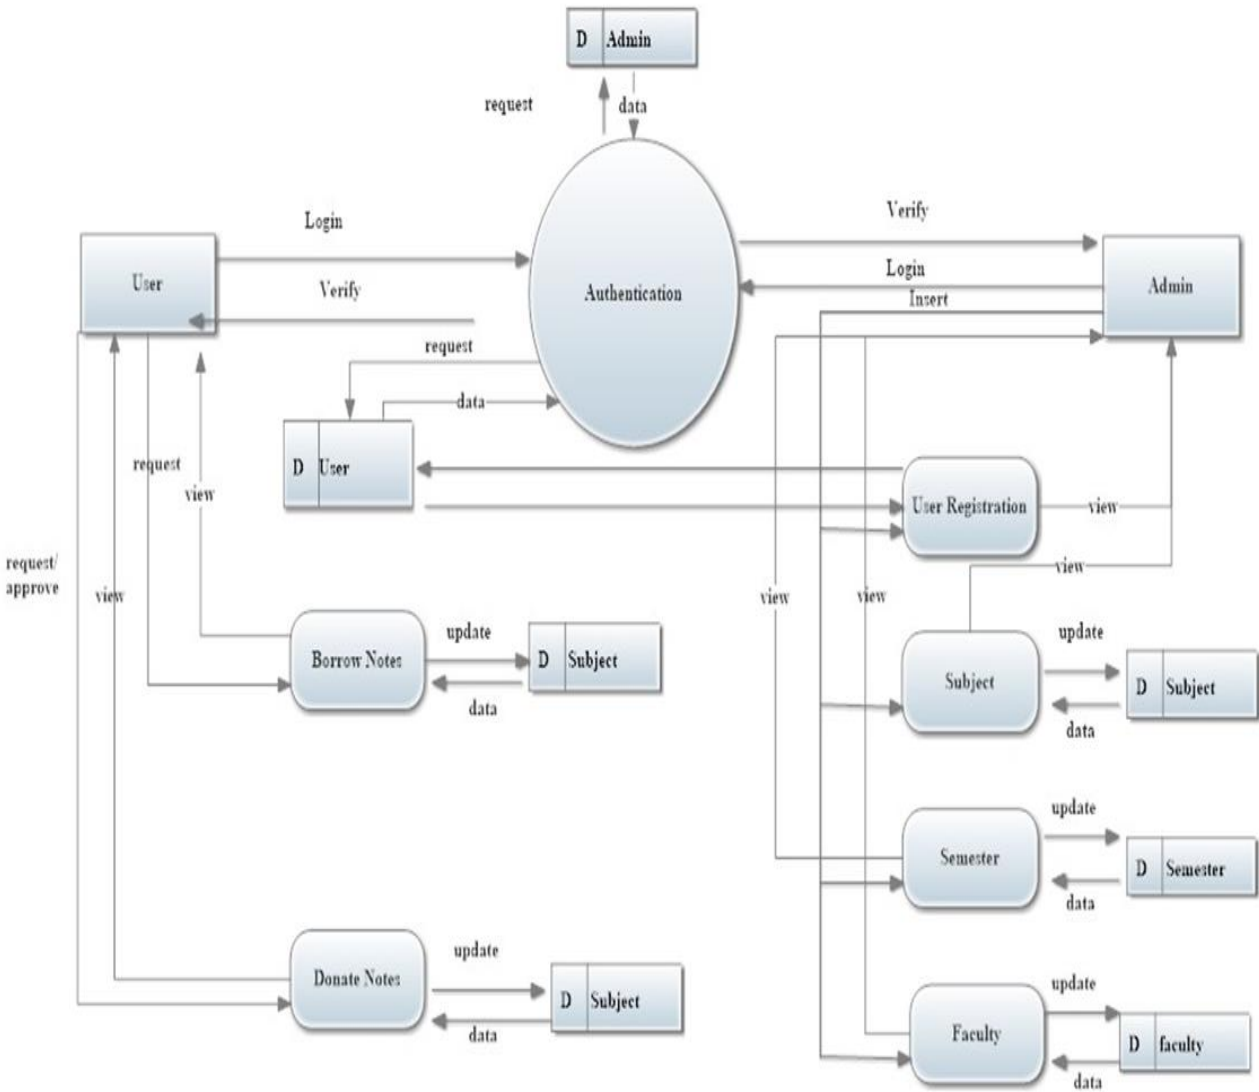 D Admin
request
data
Login
Verify
User
Authentication
Admin
Verify
Login
Insert
request
data
D User
request
view
User Registration
view
view
request/
approve
view
view
view
Borrow Notes
update
D Subject
data
Subject
update
D Subject
data
Semester
update
D Semester
data
Donate Notes
update
D Subject
data
Faculty
update
D faculty
data